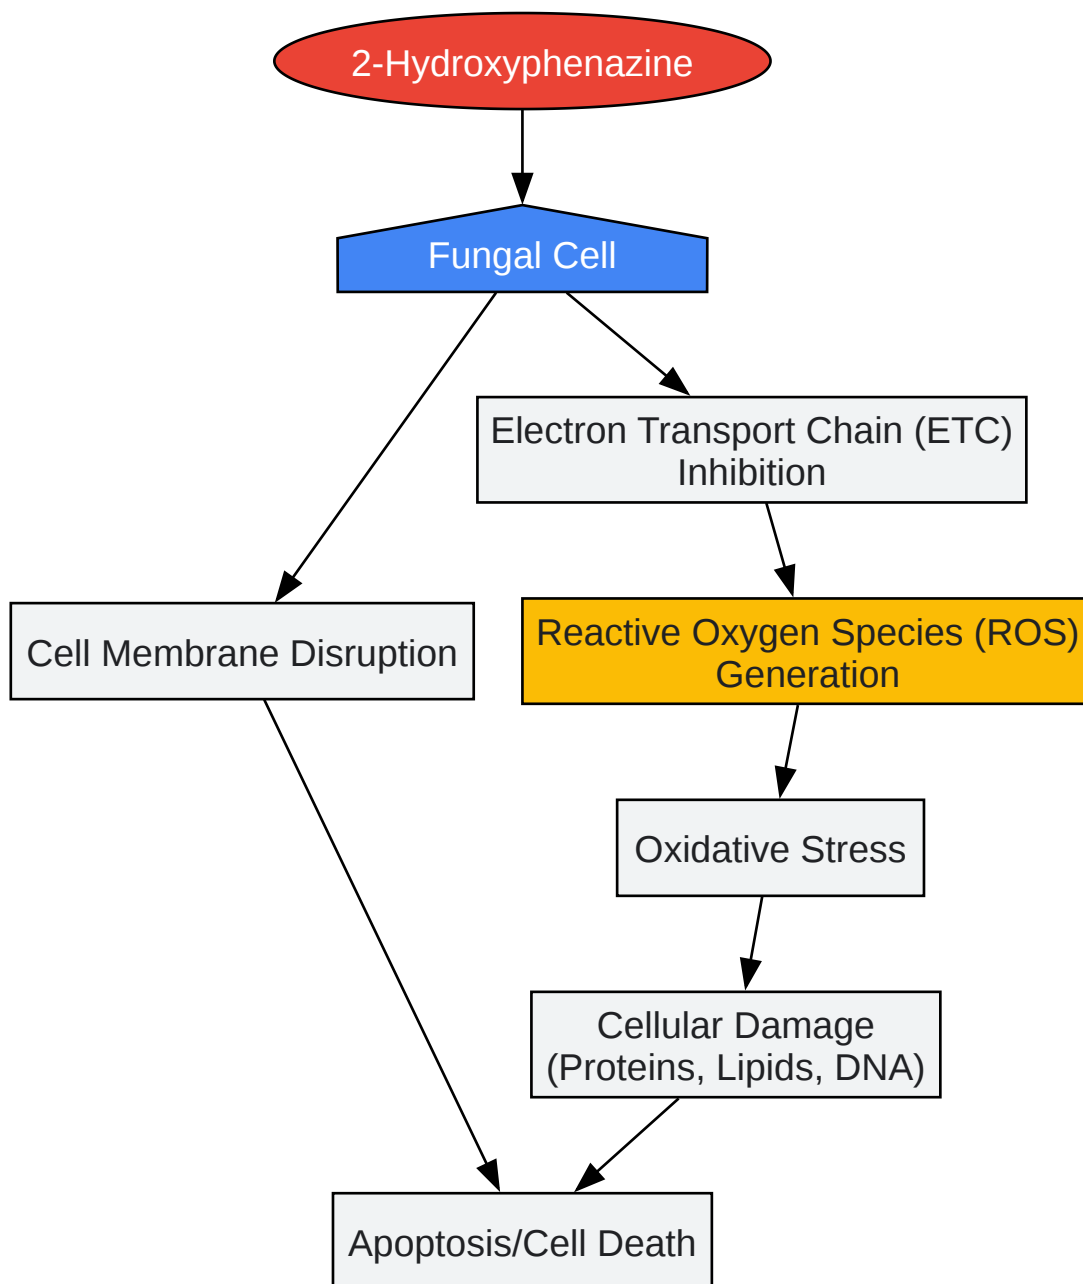 2-Hydroxyphenazine
Fungal Cell
Electron Transport Chain (ETC)
Inhibition
Cell Membrane Disruption
Reactive Oxygen Species (ROS)
Generation
Oxidative Stress
Cellular Damage
(Proteins, Lipids, DNA)
Apoptosis/Cell Death